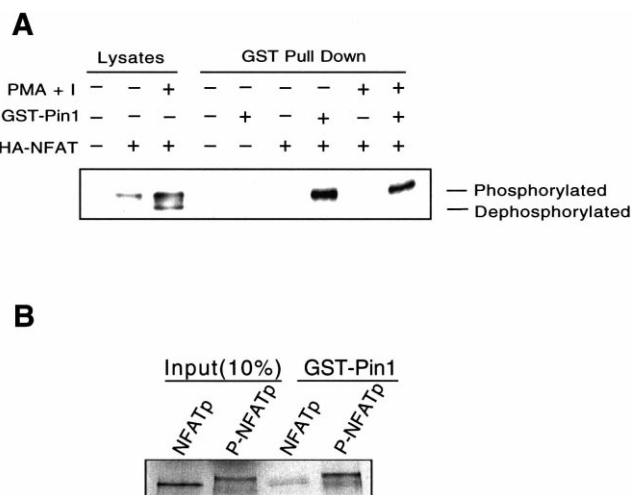 A
Lysates GST Pull Down
PMA + I – – + – – – – + +
GST-Pin1 – – – – + – + – +
HA-NFAT – + + – – + + + +
Phosphorylated
Dephosphorylated
B
Input(10%) GST-Pin1
NFATp P-NFATp NFATp P-NFATp